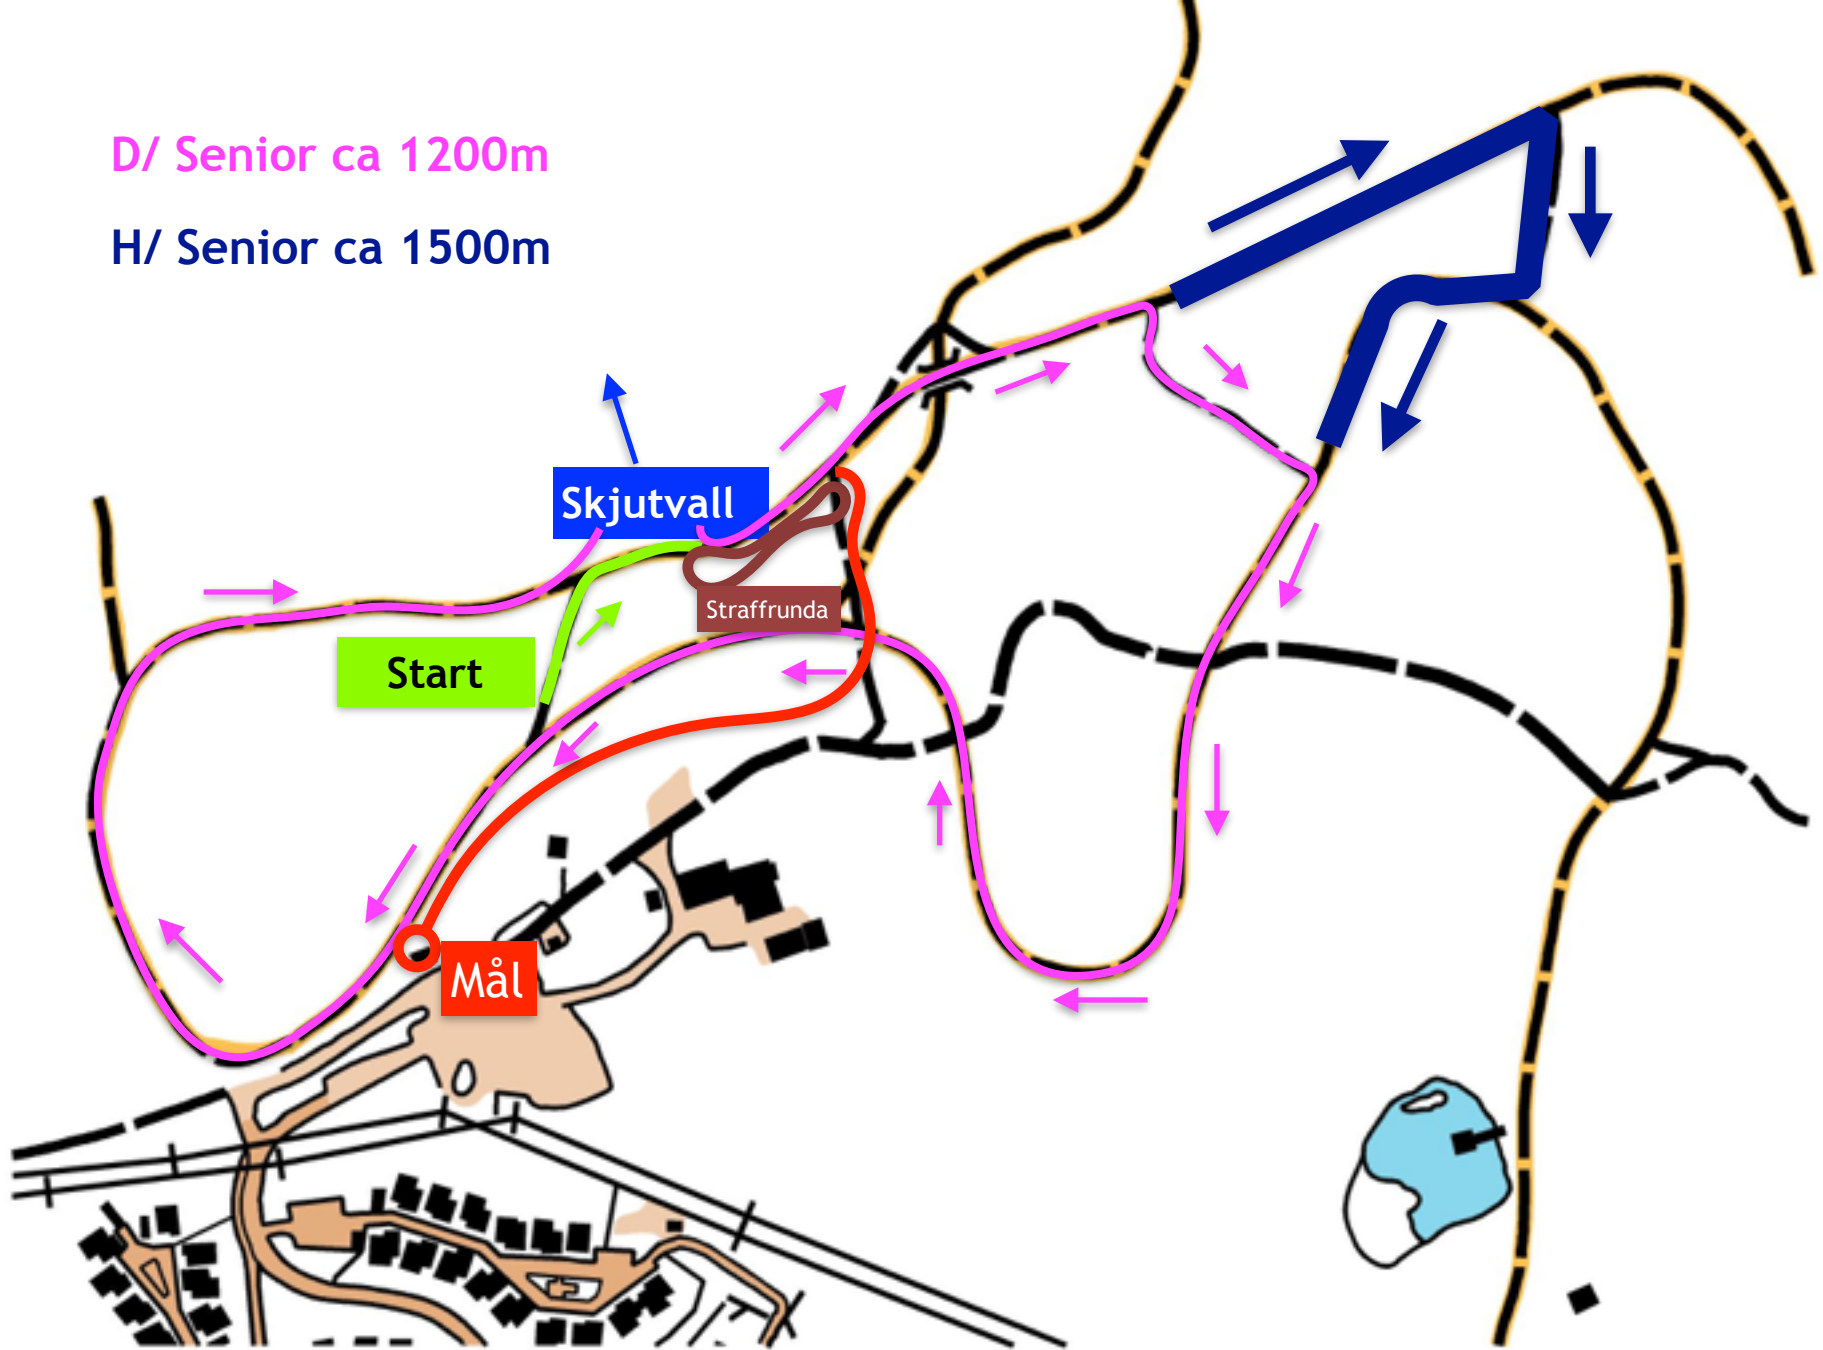 D/ Senior ca 1200m
H/ Senior ca 1500m
Skjutvall
Straffrunda
Start
Mål